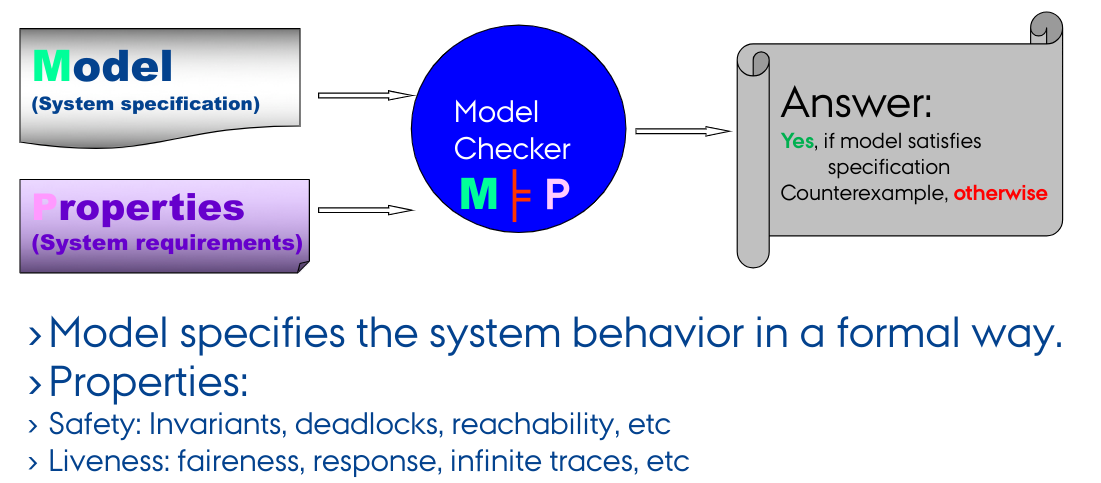 Model
(System specification)
Properties
(System requirements)
Model
Checker
M ⊧ P
Answer:
Yes, if model satisfies
specification
Counterexample, otherwise
› Model specifies the system behavior in a formal way.
› Properties:
› Safety: Invariants, deadlocks, reachability, etc
› Liveness: faireness, response, infinite traces, etc